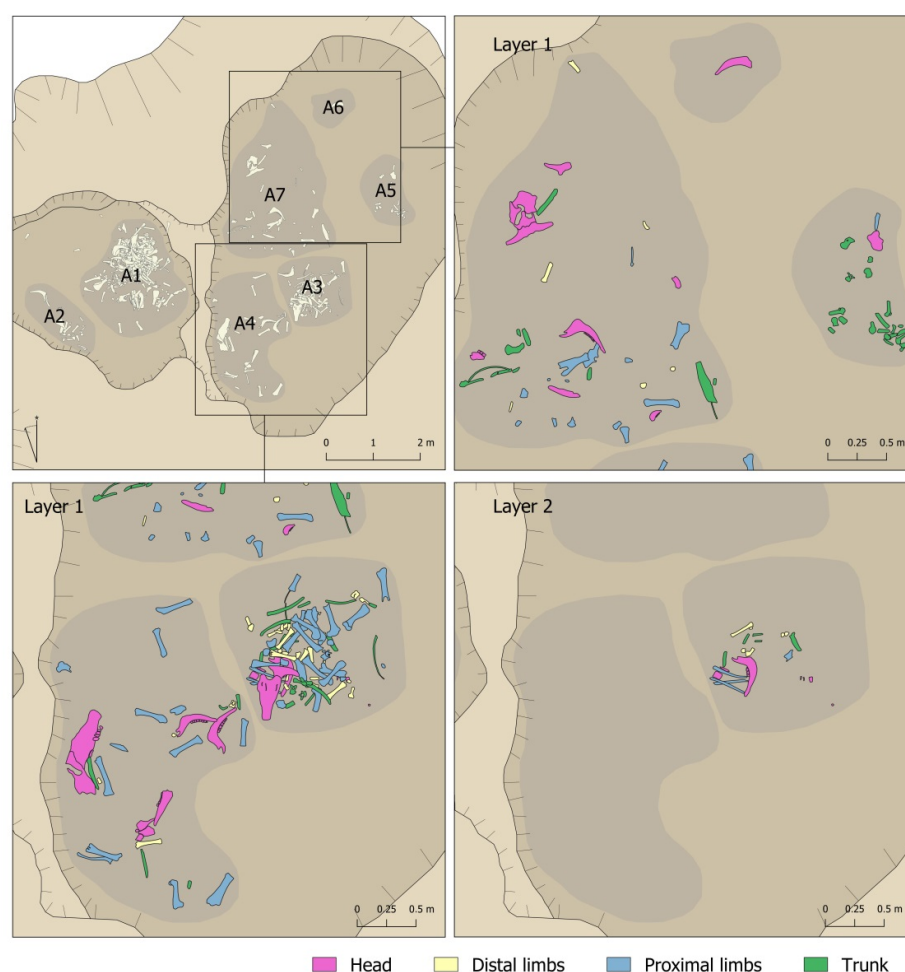 A6
A7
A5
A1
A3
A2
A4
0 1 2 m
Layer 1
0 0.25 0.5 m
Layer 1
0 0.25 0.5 m
Layer 2
0 0.25 0.5 m
Head Distal limbs Proximal limbs Trunk